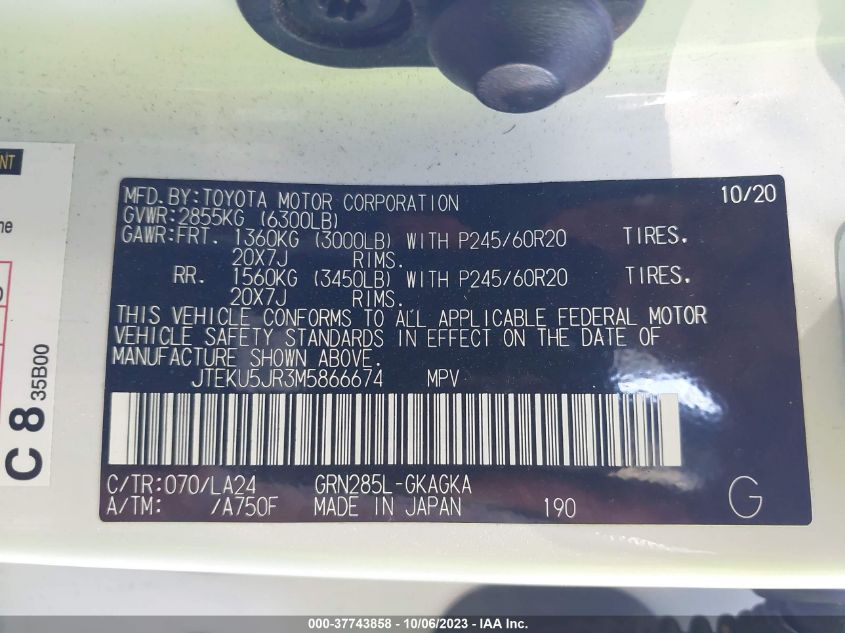 MFD.BY:TOYOTA MOTOR CORPORATION 10/20
GVWR:2855KG (6300LB)
GAWR:FRT. 1360KG (3000LB) WITH P245/60R20 TIRES.
20X7J RIMS.
RR. 1560KG (3450LB) WITH P245/60R20 TIRES.
20X7J RIMS.
THIS VEHICLE CONFORMS TO ALL APPLICABLE FEDERAL MOTOR
VEHICLE SAFETY STANDARDS IN EFFECT ON THE DATE OF
MANUFACTURE SHOWN ABOVE.
JTEKU5JR3M5866674 MPV
C/TR:070/LA24 GRN285L-GKAGKA
A/TM: /A750F MADE IN JAPAN 190 G
C 8 35B00
000-37743858 - 10/06/2023 - IAA Inc.